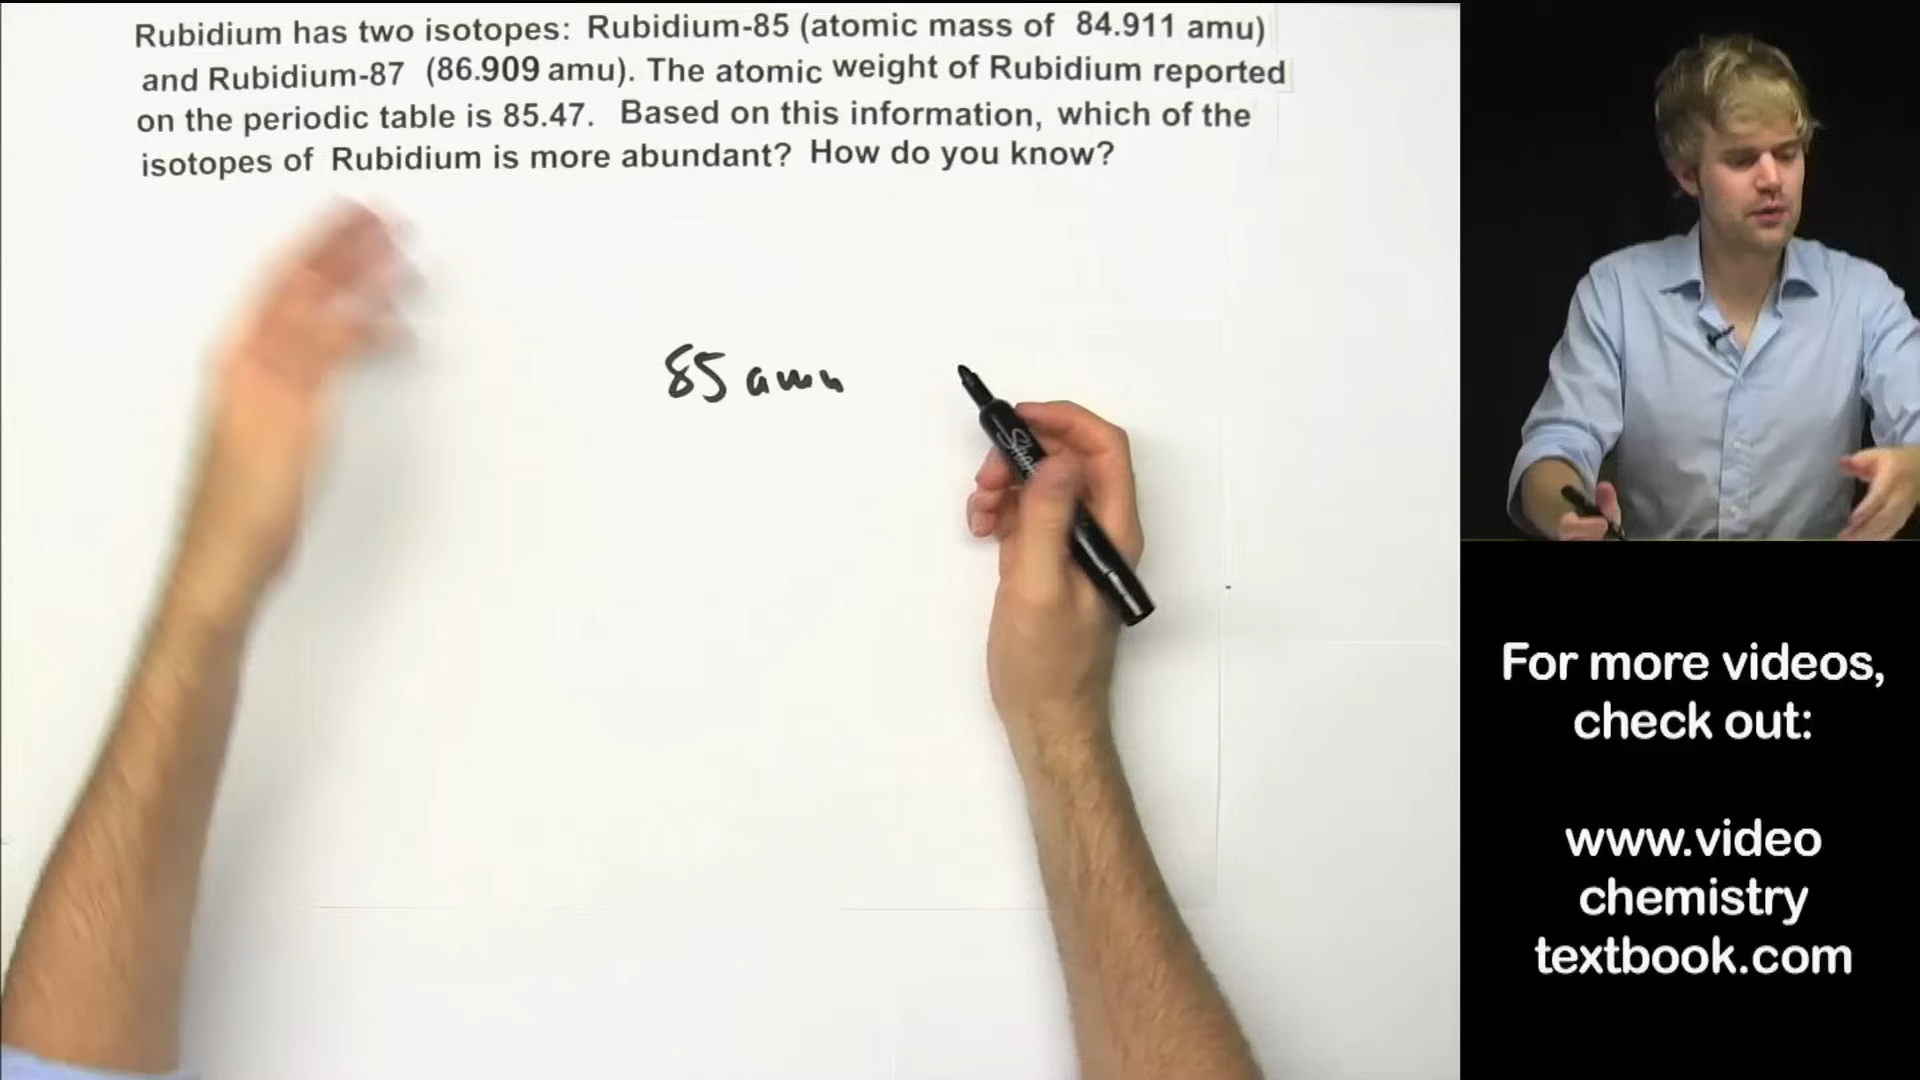 Rubidium has two isotopes: Rubidium-85 (atomic mass of 84.911 amu)
and Rubidium-87 (86.909 amu). The atomic weight of Rubidium reported
on the periodic table is 85.47. Based on this information, which of the
isotopes of Rubidium is more abundant? How do you know?
85 amu
For more videos,
check out:
www.video
chemistry
textbook.com